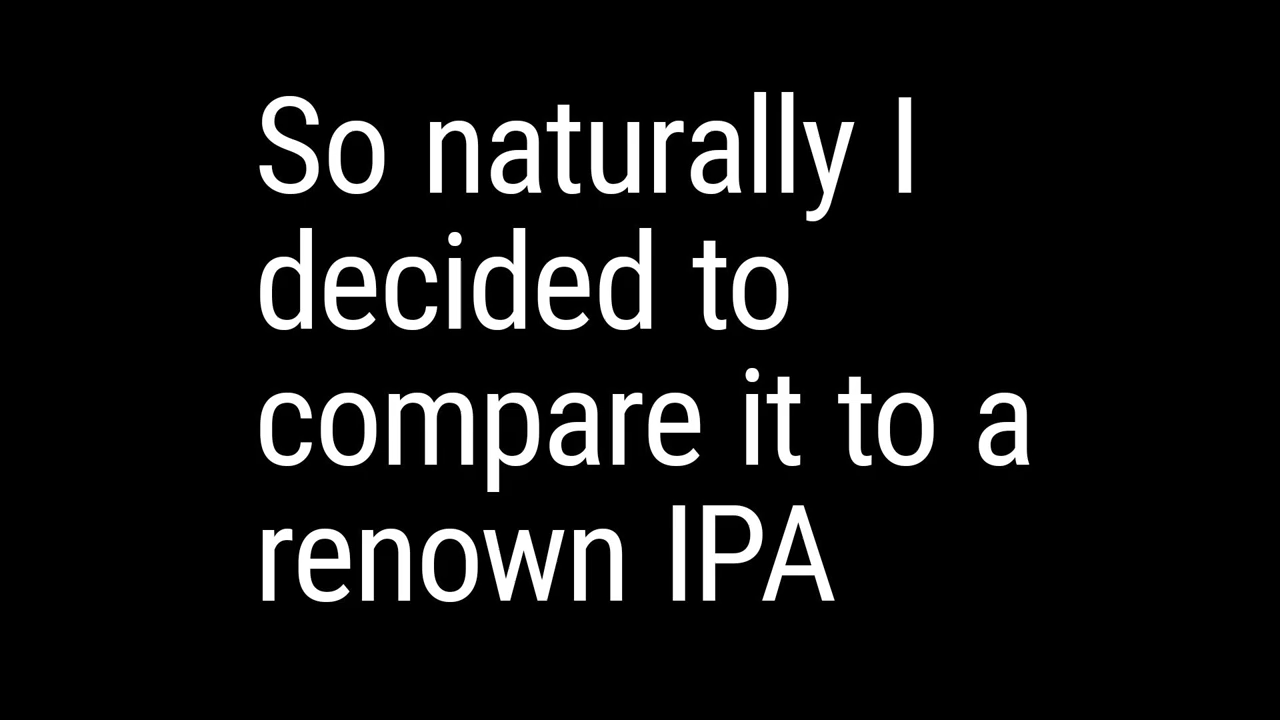 So naturally I
decided to
compare it to a
renown IPA